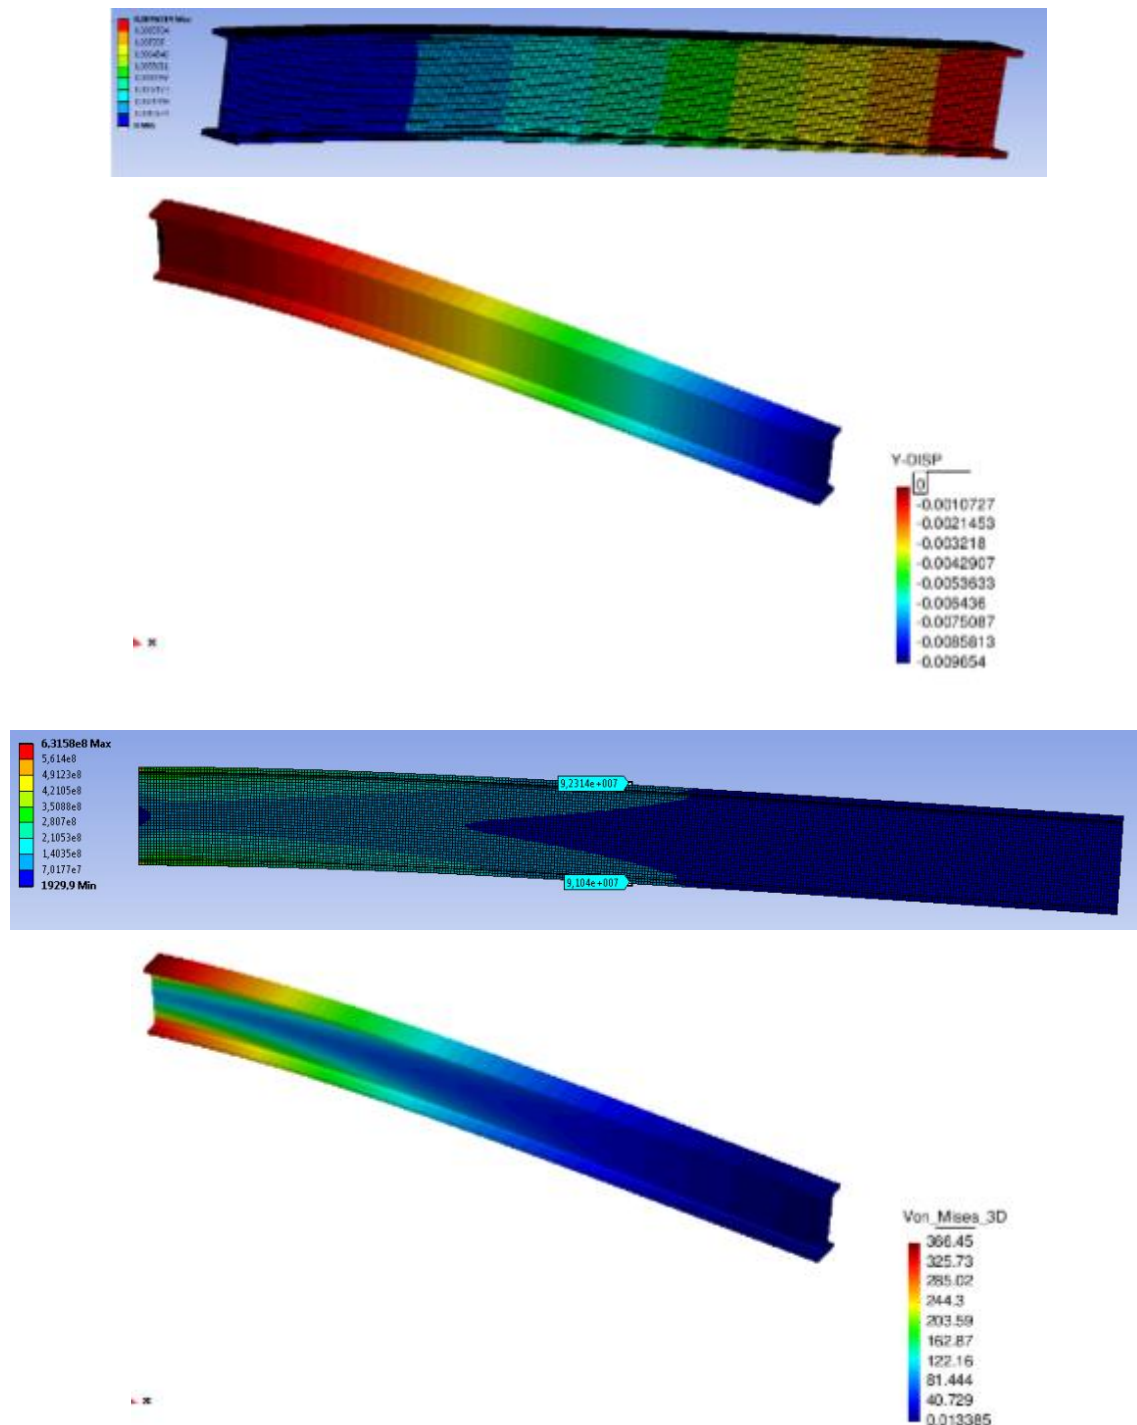 Y-DISP
0
-0.0010727
-0.0021453
-0.003218
-0.0042907
-0.0053633
-0.006436
-0.0075087
-0.0085813
-0.009654
6,3158e8 Max
5,614e8
4,9123e8
4,2105e8
3,5088e8
2,807e8
2,1053e8
1,4035e8
7,0177e7
1929,9 Min
9,2314e+007
9,104e+007
Von_Mises_3D
366.45
325.73
285.02
244.3
203.59
162.87
122.16
81.444
40.729
0.013385